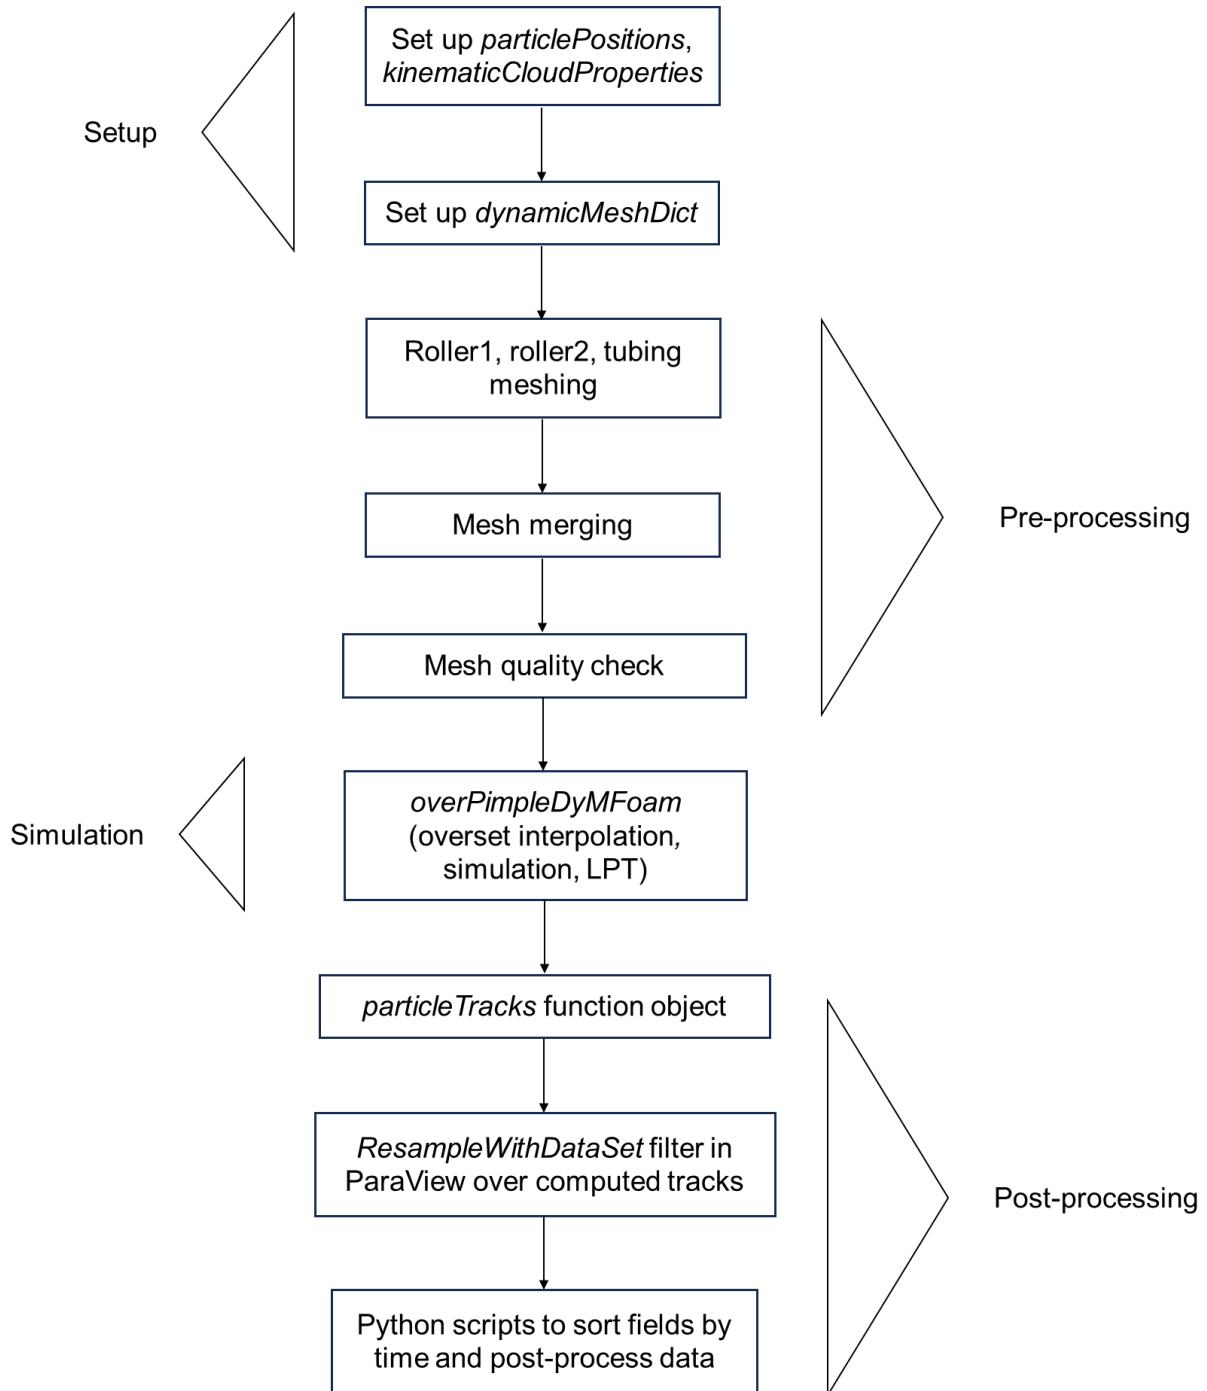 Set up particlePositions,
kinematicCloudProperties
Setup
Set up dynamicMeshDict
Roller1, roller2, tubing
meshing
Mesh merging
Pre-processing
Mesh quality check
overPimpleDyMFoam
(overset interpolation,
simulation, LPT)
Simulation
particleTracks function object
ResampleWithDataSet filter in
ParaView over computed tracks
Post-processing
Python scripts to sort fields by
time and post-process data